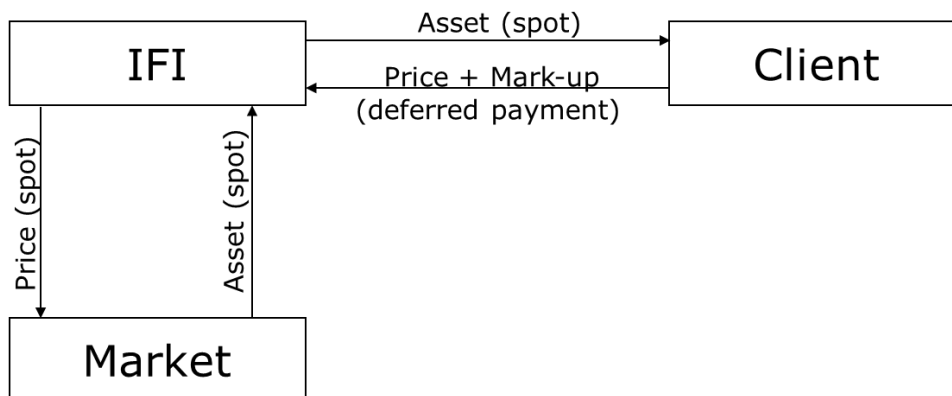 Asset (spot)
IFI
Client
Price + Mark-up
(deferred payment)
Price (spot)
Asset (spot)
Market